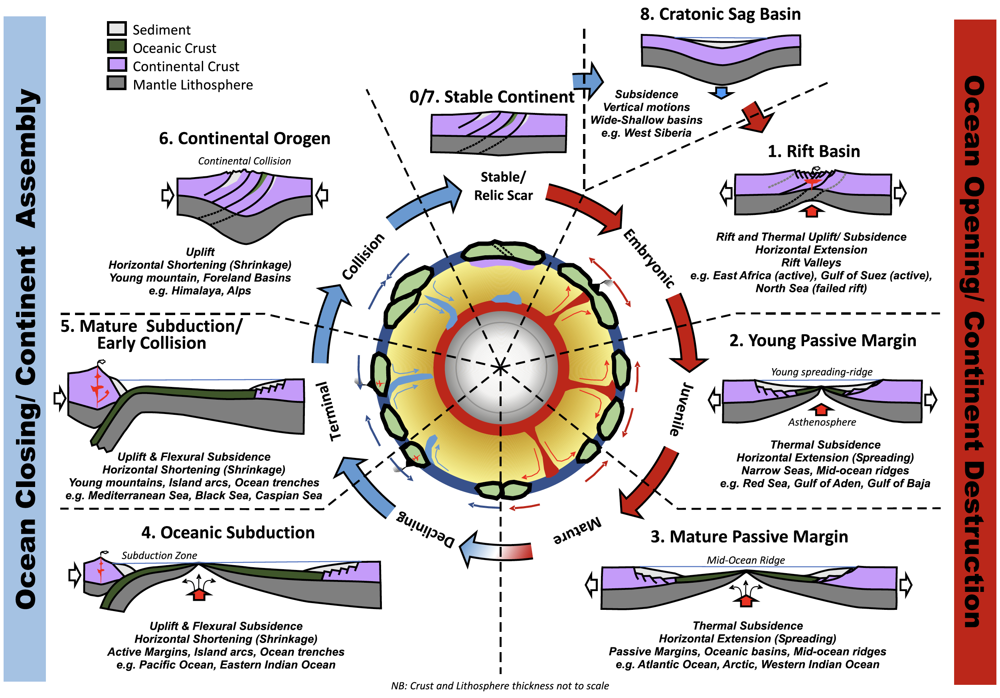 Ocean Closing/ Continent Assembly
Sediment
Oceanic Crust
Continental Crust
Mantle Lithosphere
8. Cratonic Sag Basin
Subsidence
Vertical motions
Wide-Shallow basins
e.g. West Siberia
0/7. Stable Continent
Stable/
Relic Scar
1. Rift Basin
Rift and Thermal Uplift/ Subsidence
Horizontal Extension
Rift Valleys
e.g. East Africa (active), Gulf of Suez (active),
North Sea (failed rift)
Embryonic
2. Young Passive Margin
Young spreading-ridge
Asthenosphere
Thermal Subsidence
Horizontal Extension (Spreading)
Narrow Seas, Mid-ocean ridges
e.g. Red Sea, Gulf of Aden, Gulf of Baja
Juvenile
3. Mature Passive Margin
Mid-Ocean Ridge
Thermal Subsidence
Horizontal Extension (Spreading)
Passive Margins, Oceanic basins, Mid-ocean ridges
e.g. Atlantic Ocean, Arctic, Western Indian Ocean
Mature
4. Oceanic Subduction
Subduction Zone
Uplift & Flexural Subsidence
Horizontal Shortening (Shrinkage)
Active Margins, Island arcs, Ocean trenches
e.g. Pacific Ocean, Eastern Indian Ocean
Declining
5. Mature Subduction/
Early Collision
Uplift & Flexural Subsidence
Horizontal Shortening (Shrinkage)
Young mountains, Island arcs, Ocean trenches
e.g. Mediterranean Sea, Black Sea, Caspian Sea
Terminal
6. Continental Orogen
Continental Collision
Uplift
Horizontal Shortening (Shrinkage)
Young mountain, Foreland Basins
e.g. Himalaya, Alps
Collision
Ocean Opening/ Continent Destruction
NB: Crust and Lithosphere thickness not to scale